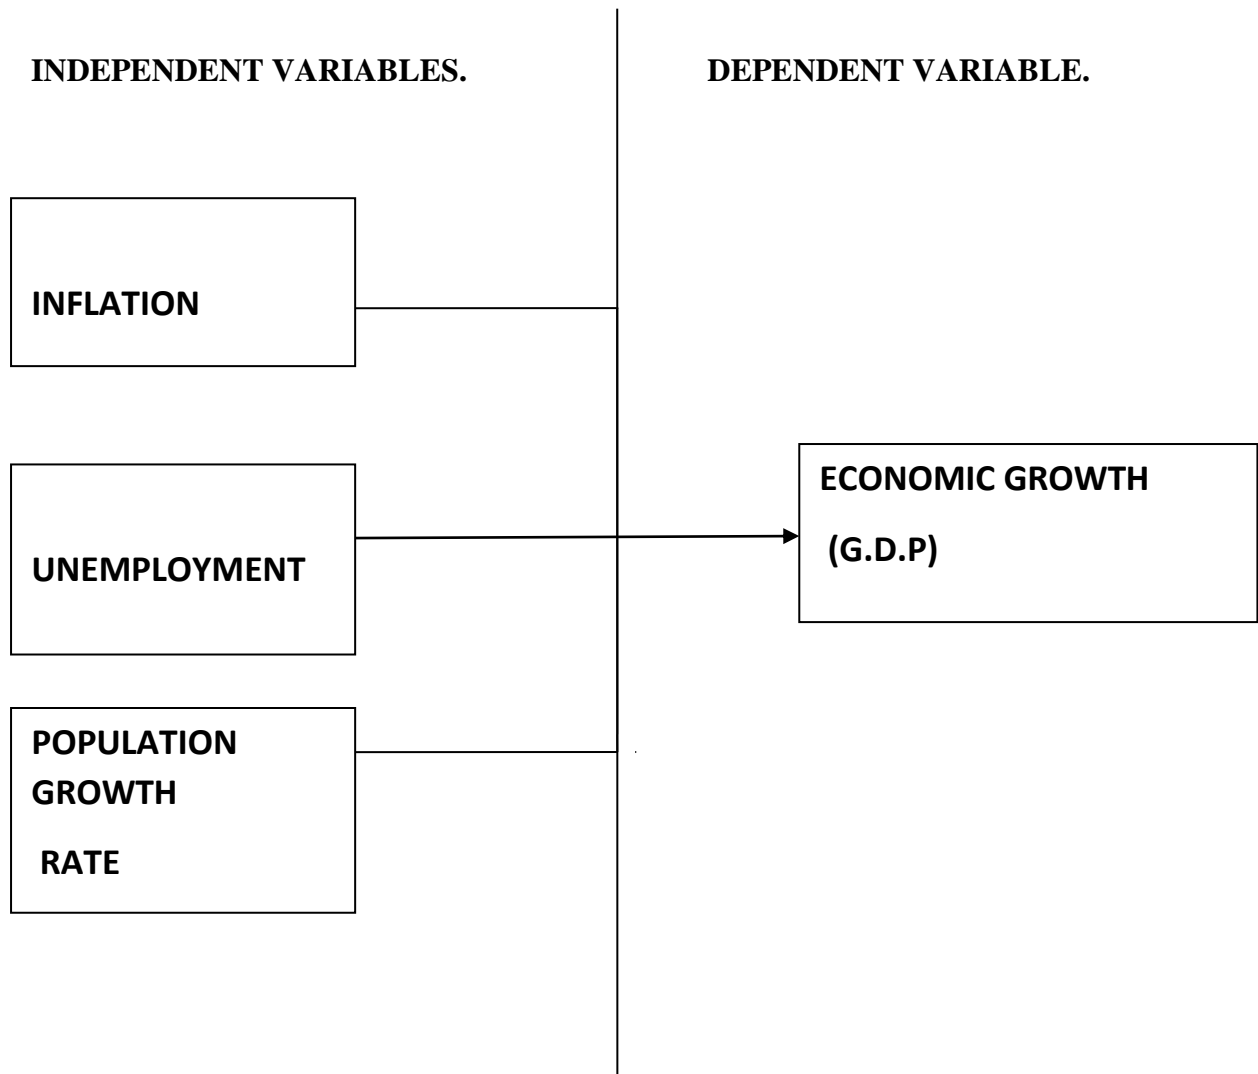 INDEPENDENT VARIABLES.
DEPENDENT VARIABLE.
INFLATION
UNEMPLOYMENT
POPULATION
GROWTH
RATE
ECONOMIC GROWTH
(G.D.P)